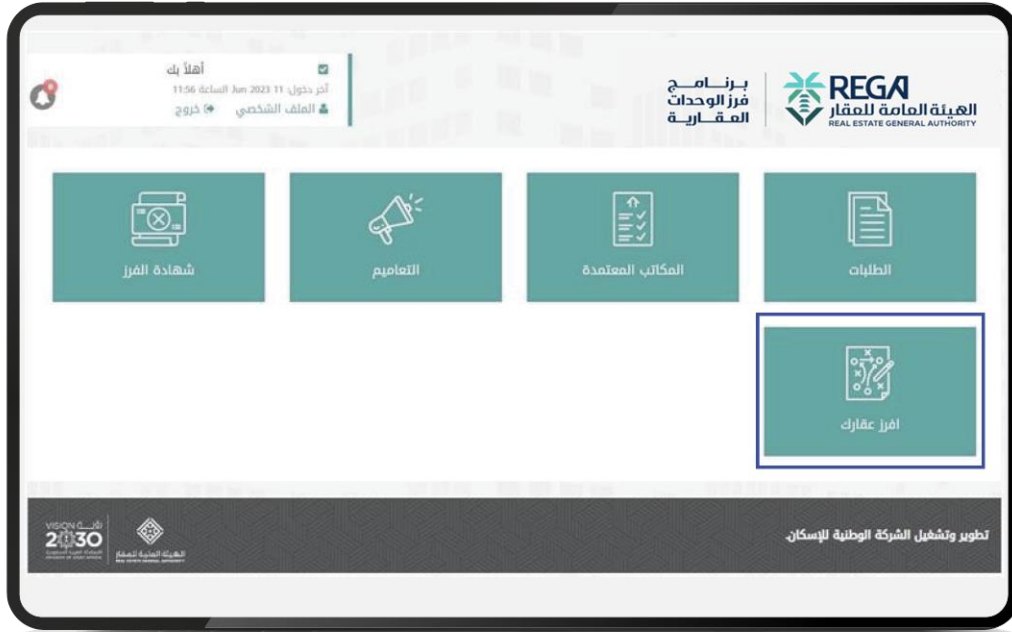 REGA
الهيئة العامة للعقار
REAL ESTATE GENERAL AUTHORITY
برنامج
فرز الوحدات
العقارية
أهلاً بك
آخر دخول: 11 Jun 2023 الساعة 11:56
الملف الشخصي
خروج
الطلبات
المكاتب المعتمدة
التعاميم
شهادة الفرز
افرز عقارك
تطوير وتشغيل الشركة الوطنية للإسكان.
VISION رؤيـــة
2030